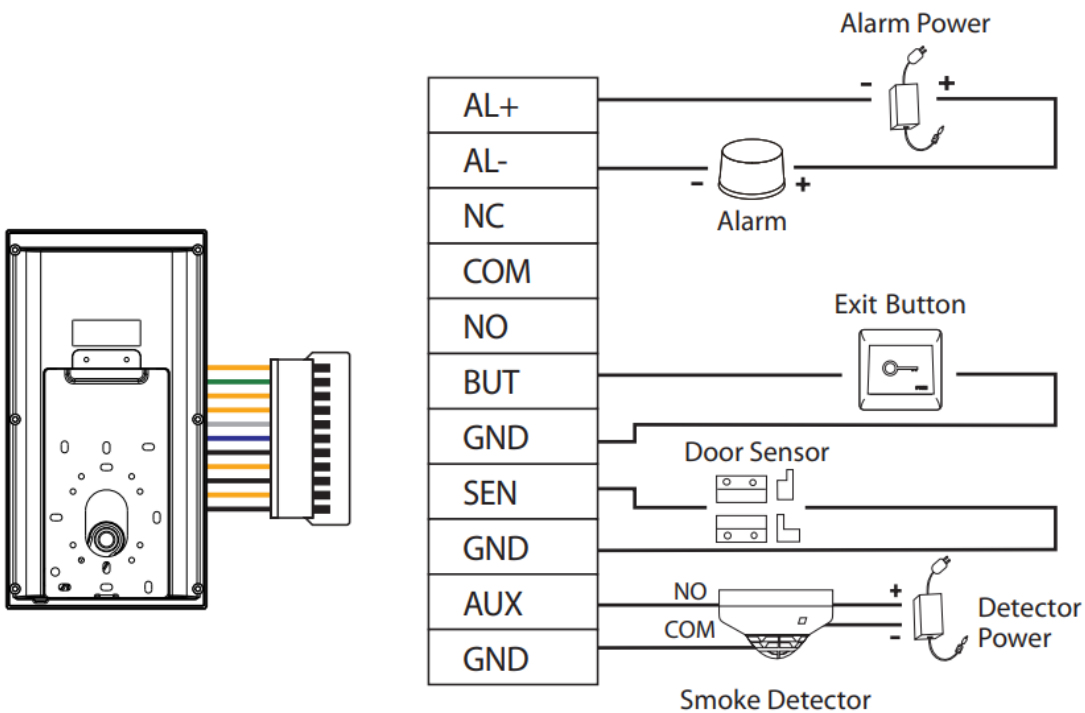 Alarm Power
- +
AL+
AL-
- +
Alarm
NC
COM
NO
Exit Button
BUT
GND
Door Sensor
SEN
GND
AUX
NO
+
Detector
Power
COM
-
GND
Smoke Detector